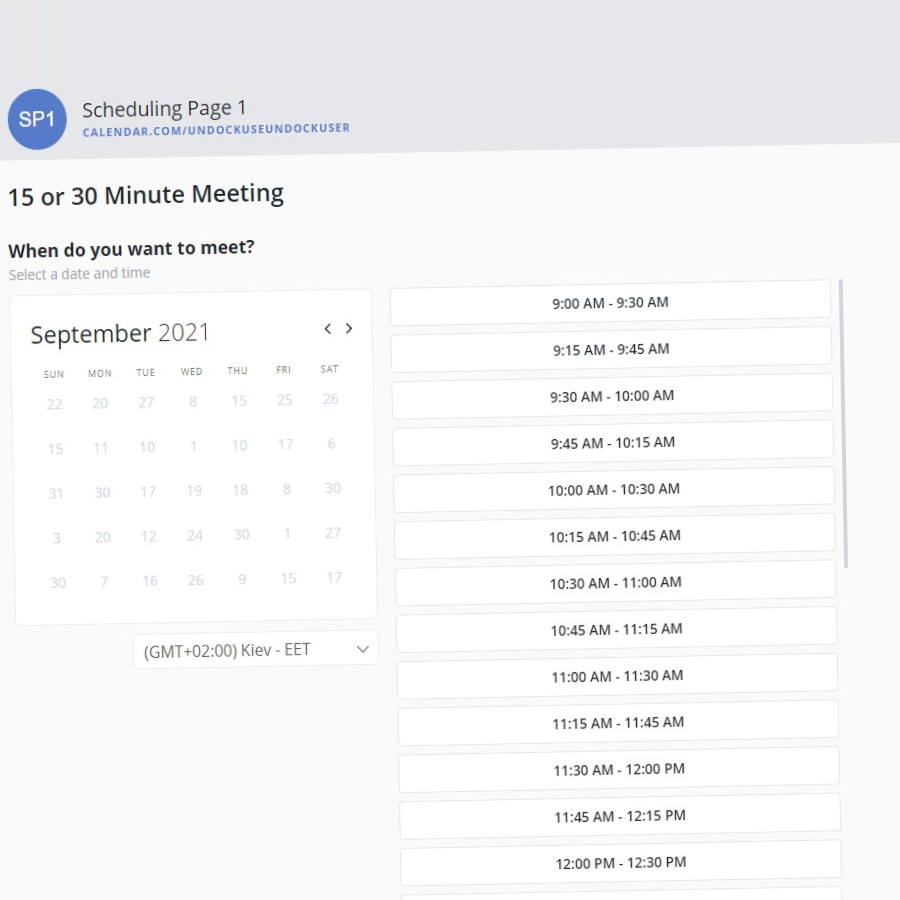 SP1
Scheduling Page 1
CALENDAR.COM/UNDOCKUSEUNDOCKUSER
15 or 30 Minute Meeting
When do you want to meet?
Select a date and time
September 2021
SUN MON TUE WED THU FRI SAT
22 20 27 8 15 25 26
15 11 10 1 10 17 6
31 30 17 19 18 8 30
3 20 12 24 30 1 27
30 7 16 26 9 15 17
(GMT+02:00) Kiev - EET
9:00 AM - 9:30 AM
9:15 AM - 9:45 AM
9:30 AM - 10:00 AM
9:45 AM - 10:15 AM
10:00 AM - 10:30 AM
10:15 AM - 10:45 AM
10:30 AM - 11:00 AM
10:45 AM - 11:15 AM
11:00 AM - 11:30 AM
11:15 AM - 11:45 AM
11:30 AM - 12:00 PM
11:45 AM - 12:15 PM
12:00 PM - 12:30 PM